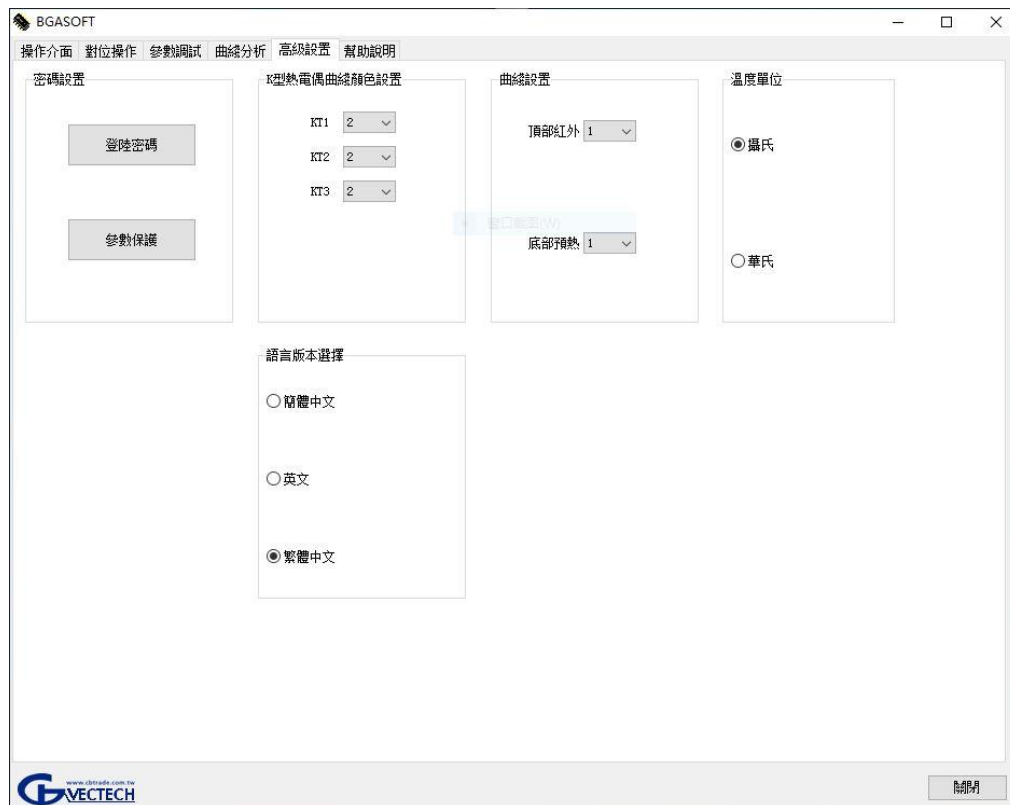 BGASOFT
操作介面 對位操作 參數調試 曲綫分析 高級設置 幫助說明
密碼設置
登陸密碼
參數保護
K型熱電偶曲綫顏色設置
KT1 2
KT2 2
KT3 2
曲綫設置
頂部紅外 1
底部預熱 1
窗口截圖(W)
溫度單位
攝氏
華氏
語言版本選擇
簡體中文
英文
繁體中文
www.cbtrade.com.tw
VECTECH
關閉